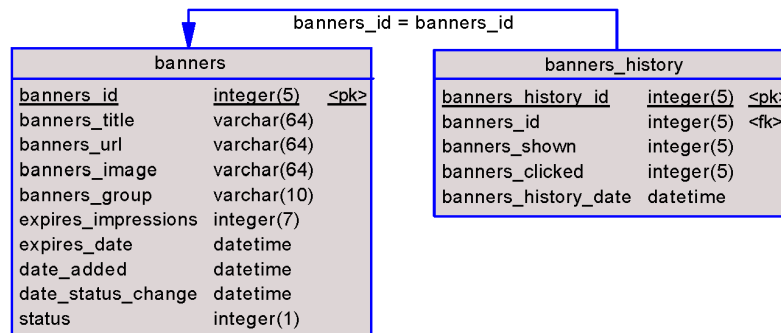 banners_id = banners_id
banners
banners_id integer(5) <pk>
banners_title varchar(64)
banners_url varchar(64)
banners_image varchar(64)
banners_group varchar(10)
expires_impressions integer(7)
expires_date datetime
date_added datetime
date_status_change datetime
status integer(1)
banners_history
banners_history_id integer(5) <pk>
banners_id integer(5) <fk>
banners_shown integer(5)
banners_clicked integer(5)
banners_history_date datetime